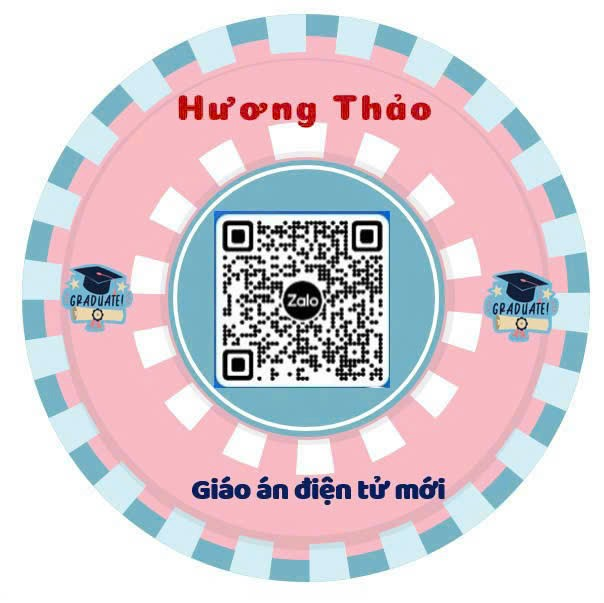 Hương Thảo
GRADUATE!
Zalo
GRADUATE!
Giáo án điện tử mới